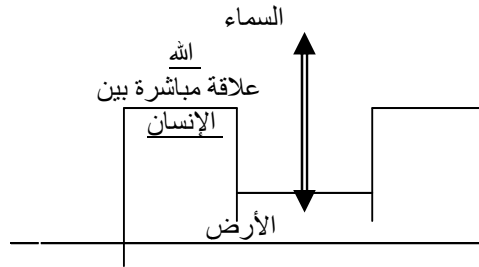 السماء
الله
علاقة مباشرة بين
الإنسان
الأرض